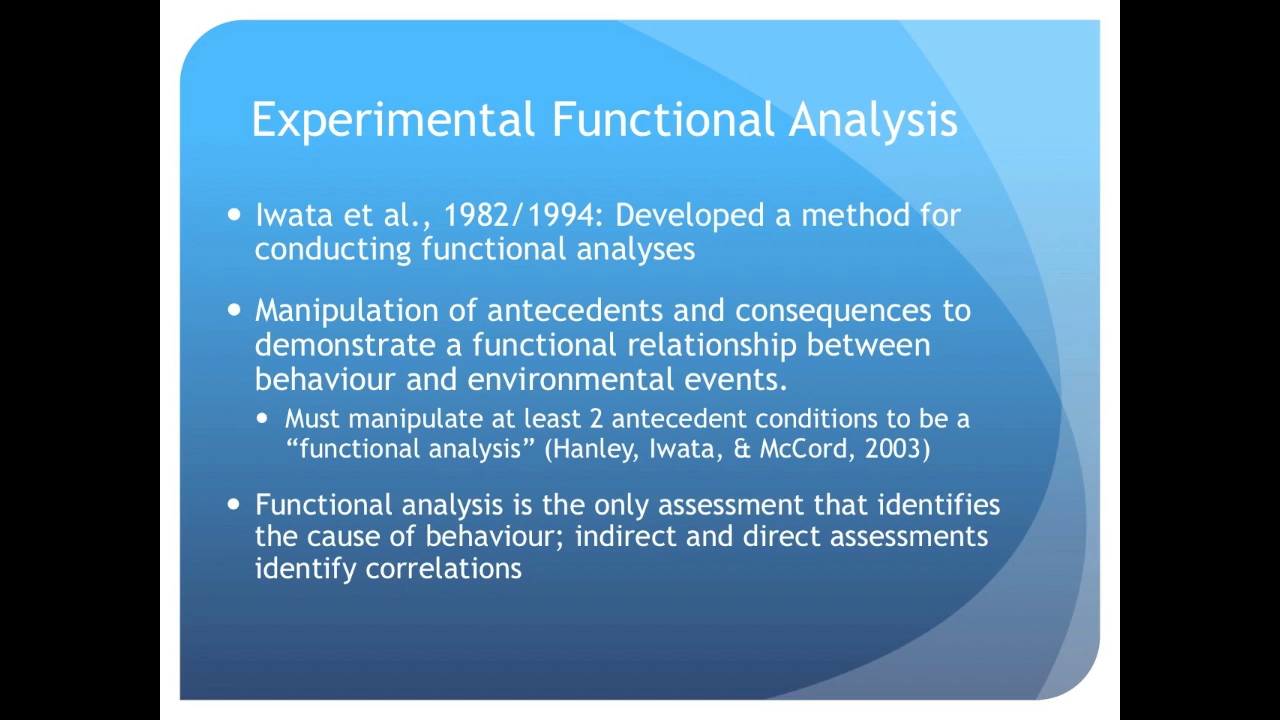 Experimental Functional Analysis
• Iwata et al., 1982/1994: Developed a method for
conducting functional analyses
• Manipulation of antecedents and consequences to
demonstrate a functional relationship between
behaviour and environmental events.
• Must manipulate at least 2 antecedent conditions to be a
“functional analysis” (Hanley, Iwata, & McCord, 2003)
• Functional analysis is the only assessment that identifies
the cause of behaviour; indirect and direct assessments
identify correlations